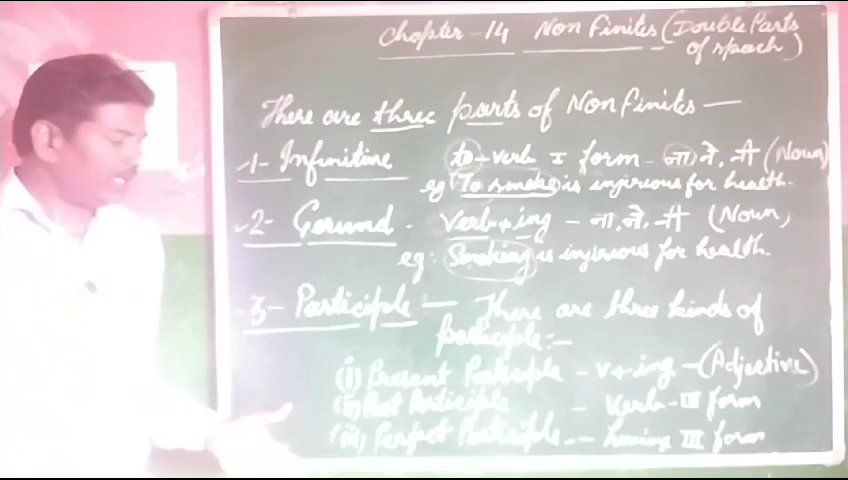 Chapter - 14 Non Finites (Double Parts
of speach)
There are three parts of Non finites —
1- Infinitive to + verb I form - ना, ने, नी (Noun)
eg (To smoke) is injirious for health.
2- Gerund - verb + ing - ना, ने, नी (Noun,
eg: Smoking is injirious for health.
3- Participle — There are three kinds of
participle:-
(i) Present Participle - v + ing - (Adjective)
(ii) Past Participle - verb - III form
(iii) Perfect Participle - having III form